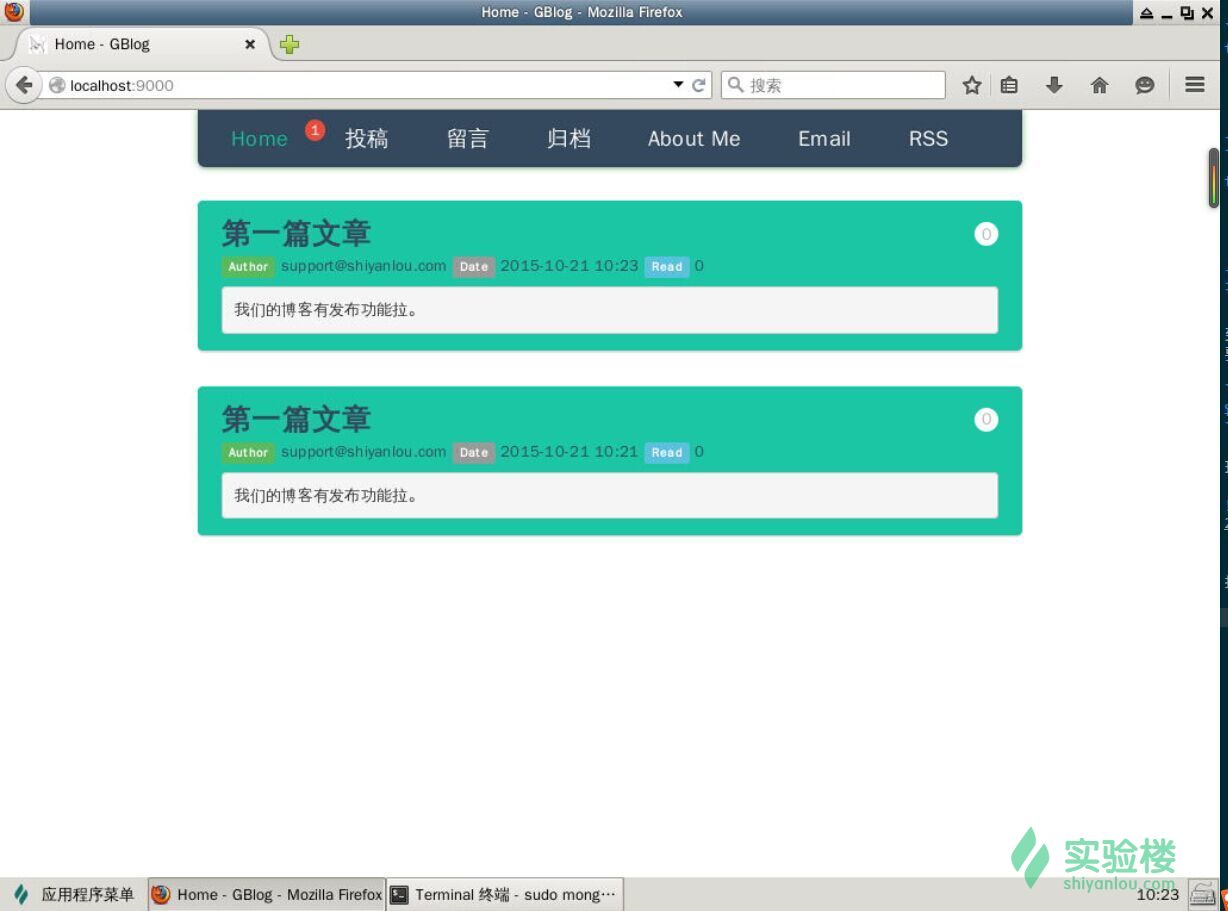 Home - GBlog - Mozilla Firefox
Home - GBlog
localhost:9000 搜索
Home 1 投稿 留言 归档 About Me Email RSS
第一篇文章 0
Author support@shiyanlou.com Date 2015-10-21 10:23 Read 0
我们的博客有发布功能拉。
第一篇文章 0
Author support@shiyanlou.com Date 2015-10-21 10:21 Read 0
我们的博客有发布功能拉。
实验楼
shiyanlou.com
应用程序菜单 Home - GBlog - Mozilla Firefox Terminal 终端 - sudo mong… 10:23